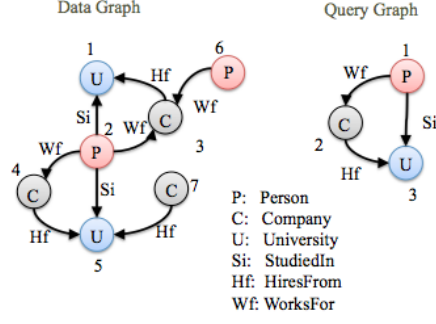 Data Graph
Query Graph
1
6
U
Hf
P
Si
Wf
2
Wf
C
Wf
P
3
4
Si
7
C
C
Hf
U
Hf
5
1
Wf
P
C
Si
2
Hf
U
3
P: Person
C: Company
U: University
Si: StudiedIn
Hf: HiresFrom
Wf: WorksFor